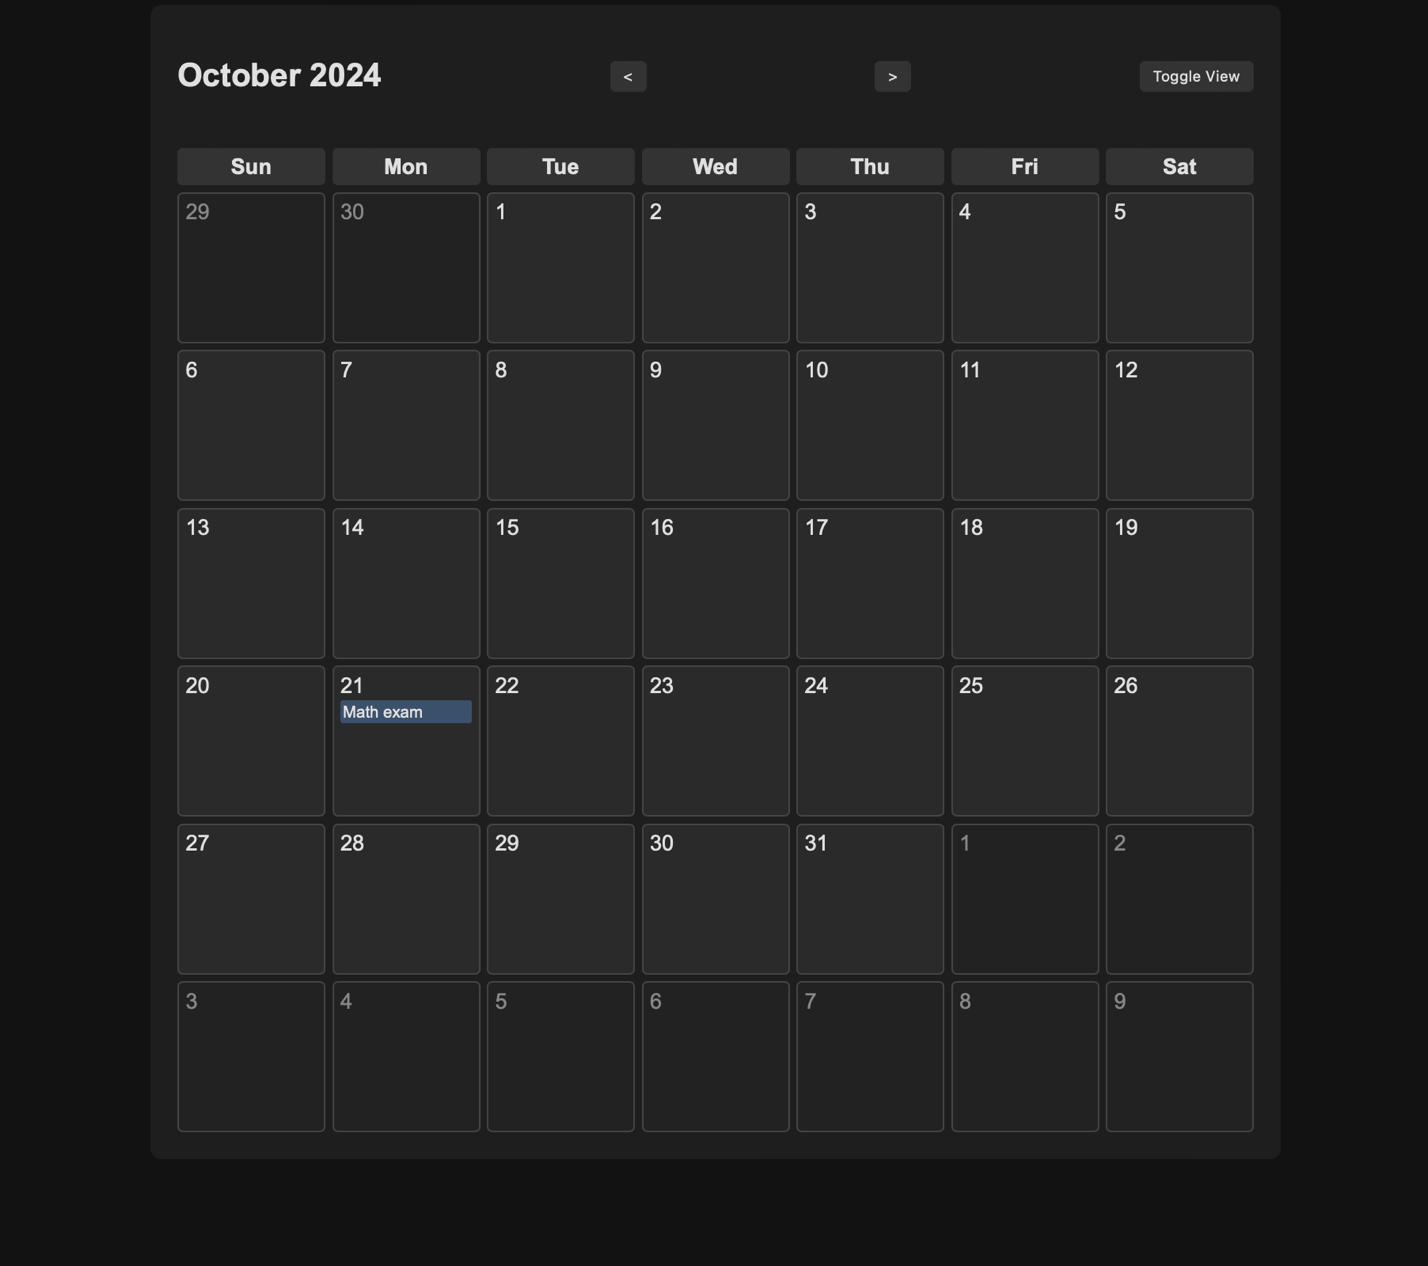 October 2024 < > Toggle View
Sun Mon Tue Wed Thu Fri Sat
29 30 1 2 3 4 5
6 7 8 9 10 11 12
13 14 15 16 17 18 19
20 21 22 23 24 25 26
Math exam
27 28 29 30 31 1 2
3 4 5 6 7 8 9